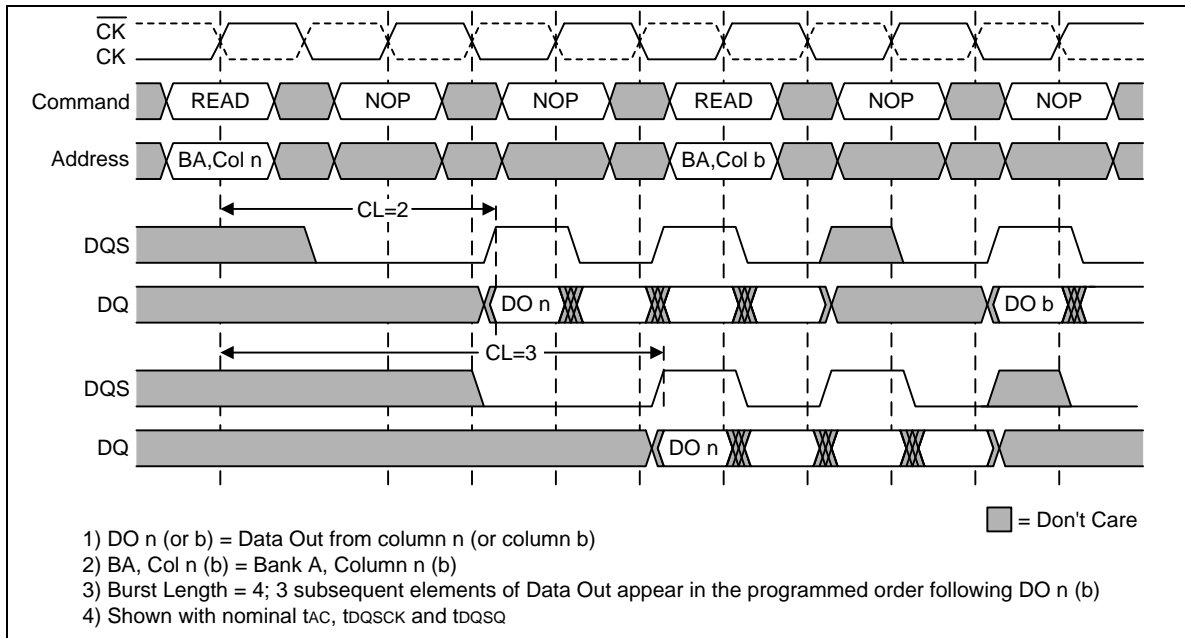 CK
CK
Command READ NOP NOP READ NOP NOP
Address BA,Col n BA,Col b
CL=2
DQS
DQ DO n DO b
CL=3
DQS
DQ DO n
= Don't Care
1) DO n (or b) = Data Out from column n (or column b)
2) BA, Col n (b) = Bank A, Column n (b)
3) Burst Length = 4; 3 subsequent elements of Data Out appear in the programmed order following DO n (b)
4) Shown with nominal tAC, tDQSCK and tDQSQ